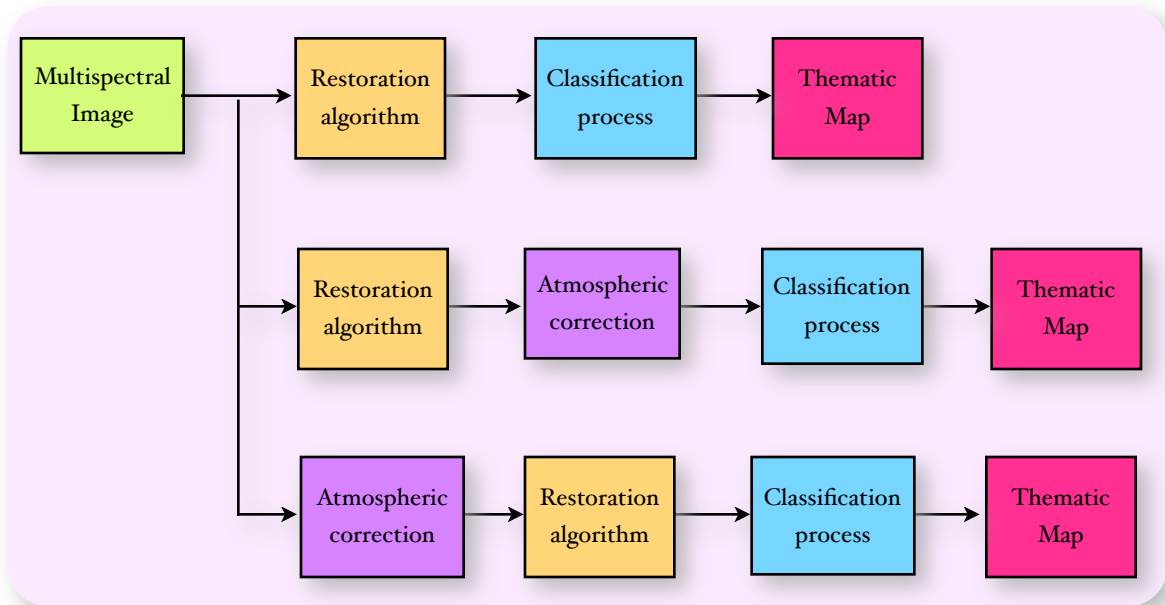 Multispectral
Image
Restoration
algorithm
Classification
process
Thematic
Map
Restoration
algorithm
Atmospheric
correction
Classification
process
Thematic
Map
Atmospheric
correction
Restoration
algorithm
Classification
process
Thematic
Map